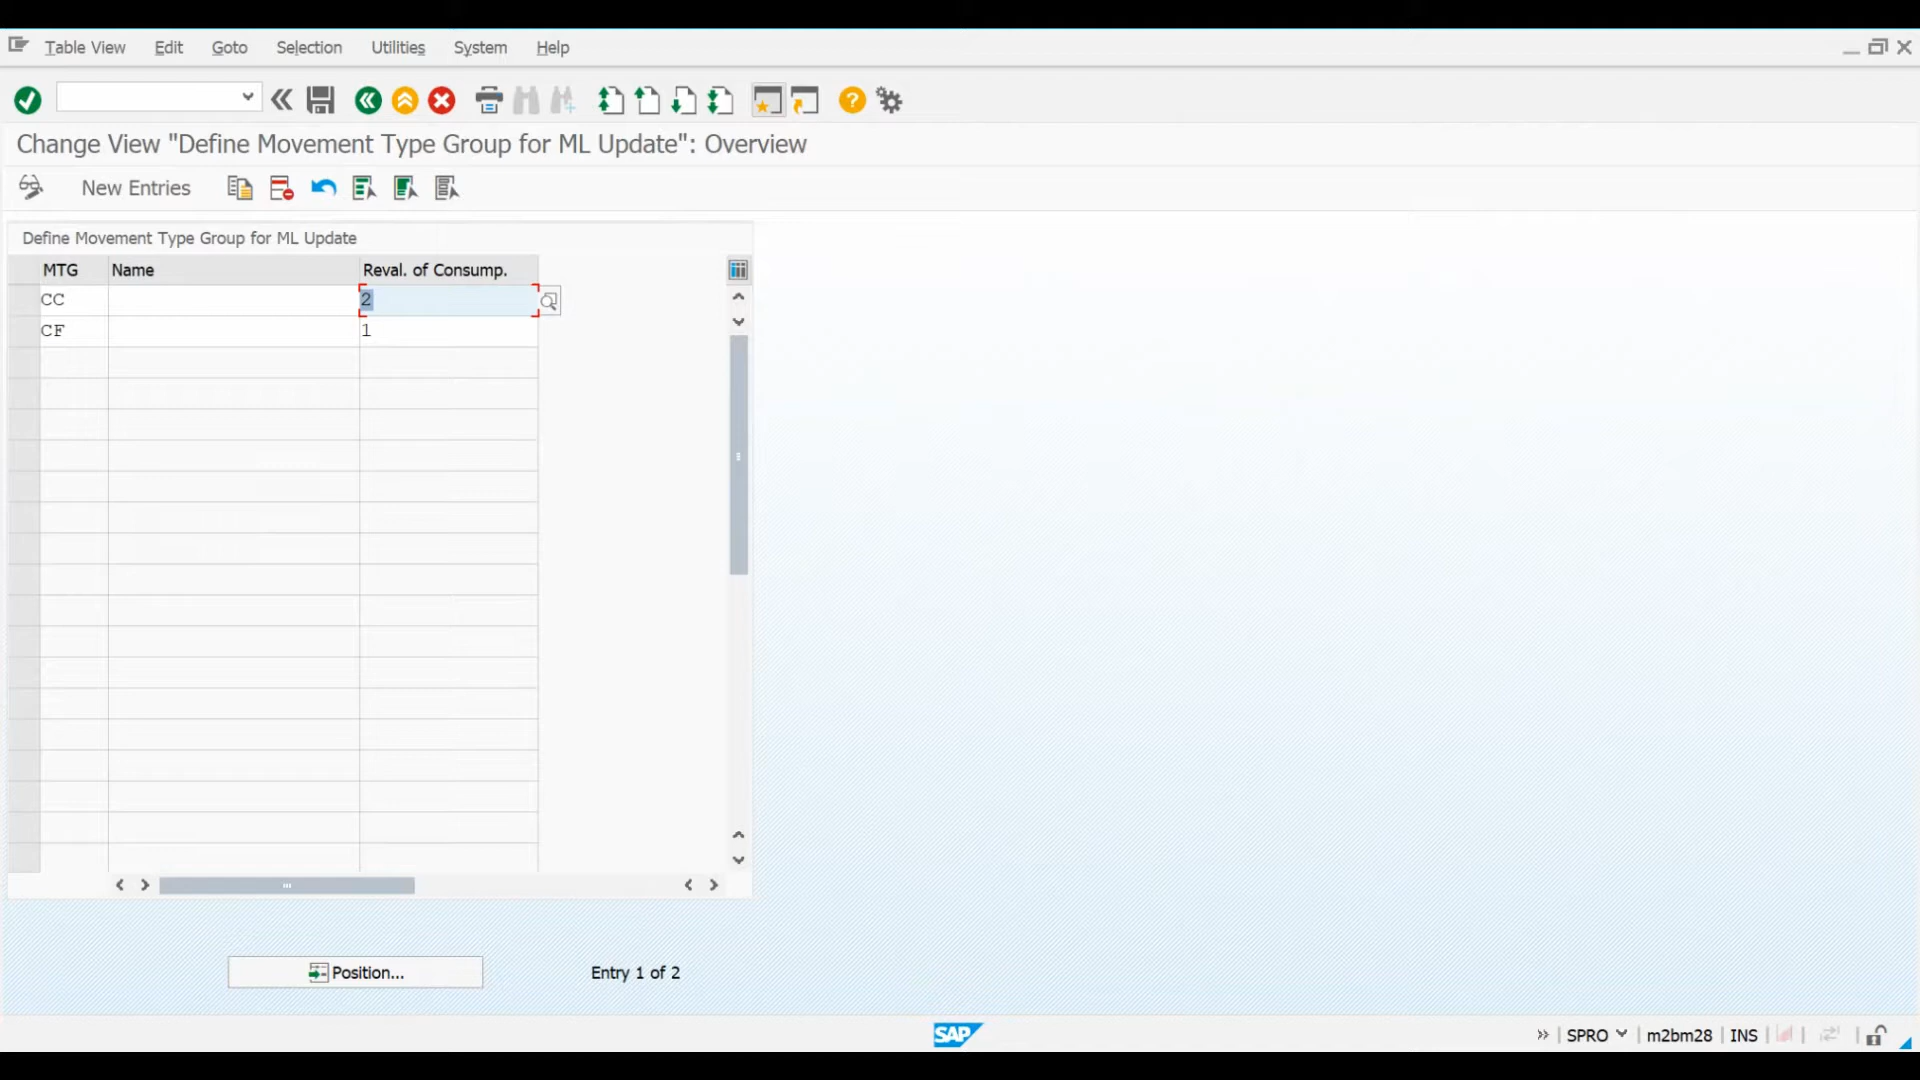 Table View Edit Goto Selection Utilities System Help
Change View "Define Movement Type Group for ML Update": Overview
New Entries
Define Movement Type Group for ML Update
MTG Name Reval. of Consump.
CC 2
CF 1
Position... Entry 1 of 2
SAP » SPRO m2bm28 INS